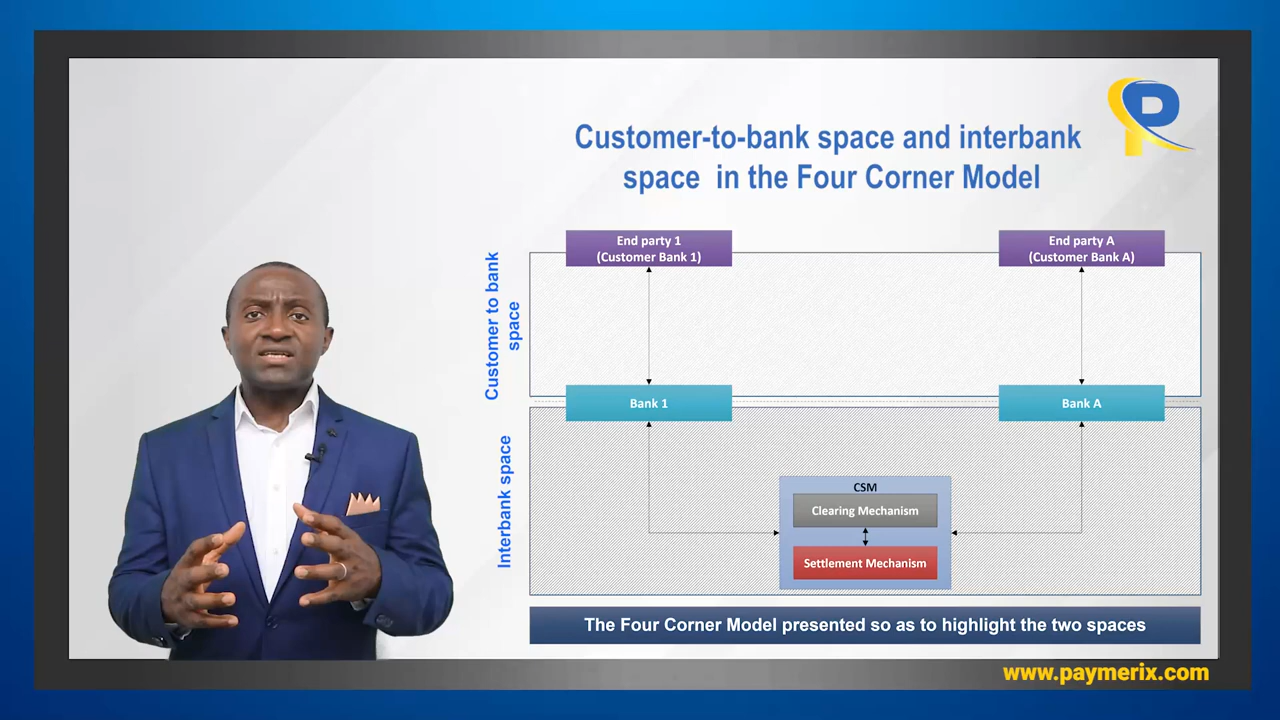 Customer-to-bank space and interbank
space in the Four Corner Model
P
End party 1
(Customer Bank 1)
End party A
(Customer Bank A)
Customer to bank
space
Bank 1
Bank A
Interbank space
CSM
Clearing Mechanism
Settlement Mechanism
The Four Corner Model presented so as to highlight the two spaces
www.paymerix.com